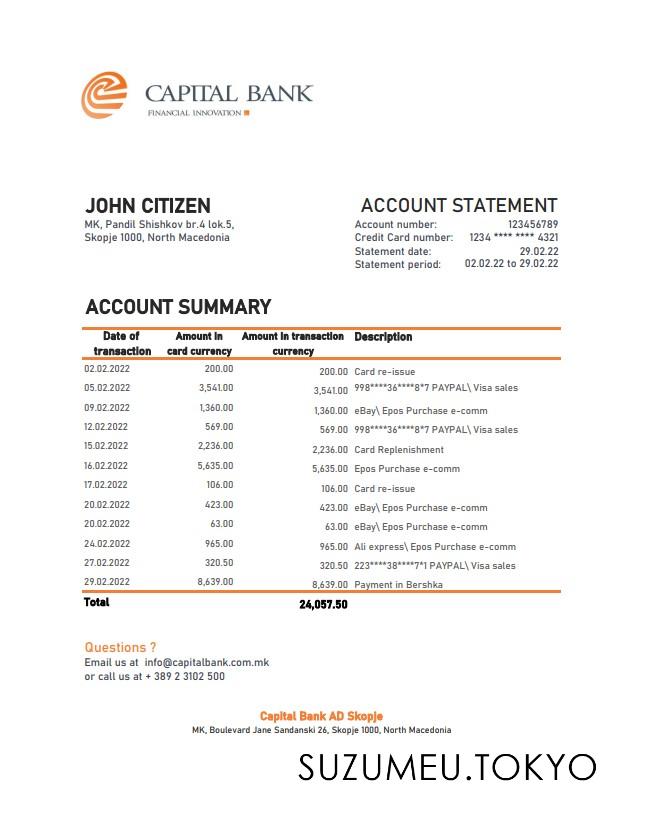 CAPITAL BANK
FINANCIAL INNOVATION
JOHN CITIZEN
MK, Pandil Shishkov br.4 lok.5,
Skopje 1000, North Macedonia
ACCOUNT STATEMENT
Account number: 123456789
Credit Card number: 1234 **** **** 4321
Statement date: 29.02.22
Statement period: 02.02.22 to 29.02.22
ACCOUNT SUMMARY
Date of transaction Amount in card currency Amount in transaction currency Description
02.02.2022 200.00 200.00 Card re-issue
05.02.2022 3,541.00 3,541.00 998****36****8*7 PAYPAL\ Visa sales
09.02.2022 1,360.00 1,360.00 eBay\ Epos Purchase e-comm
12.02.2022 569.00 569.00 998****36****8*7 PAYPAL\ Visa sales
15.02.2022 2,236.00 2,236.00 Card Replenishment
16.02.2022 5,635.00 5,635.00 Epos Purchase e-comm
17.02.2022 106.00 106.00 Card re-issue
20.02.2022 423.00 423.00 eBay\ Epos Purchase e-comm
20.02.2022 63.00 63.00 eBay\ Epos Purchase e-comm
24.02.2022 965.00 965.00 Ali express\ Epos Purchase e-comm
27.02.2022 320.50 320.50 223****38****7*1 PAYPAL\ Visa sales
29.02.2022 8,639.00 8,639.00 Payment in Bershka
Total 24,057.50
Questions ?
Email us at info@capitalbank.com.mk
or call us at + 389 2 3102 500
Capital Bank AD Skopje
MK, Boulevard Jane Sandanski 26, Skopje 1000, North Macedonia
SUZUMEU.TOKYO